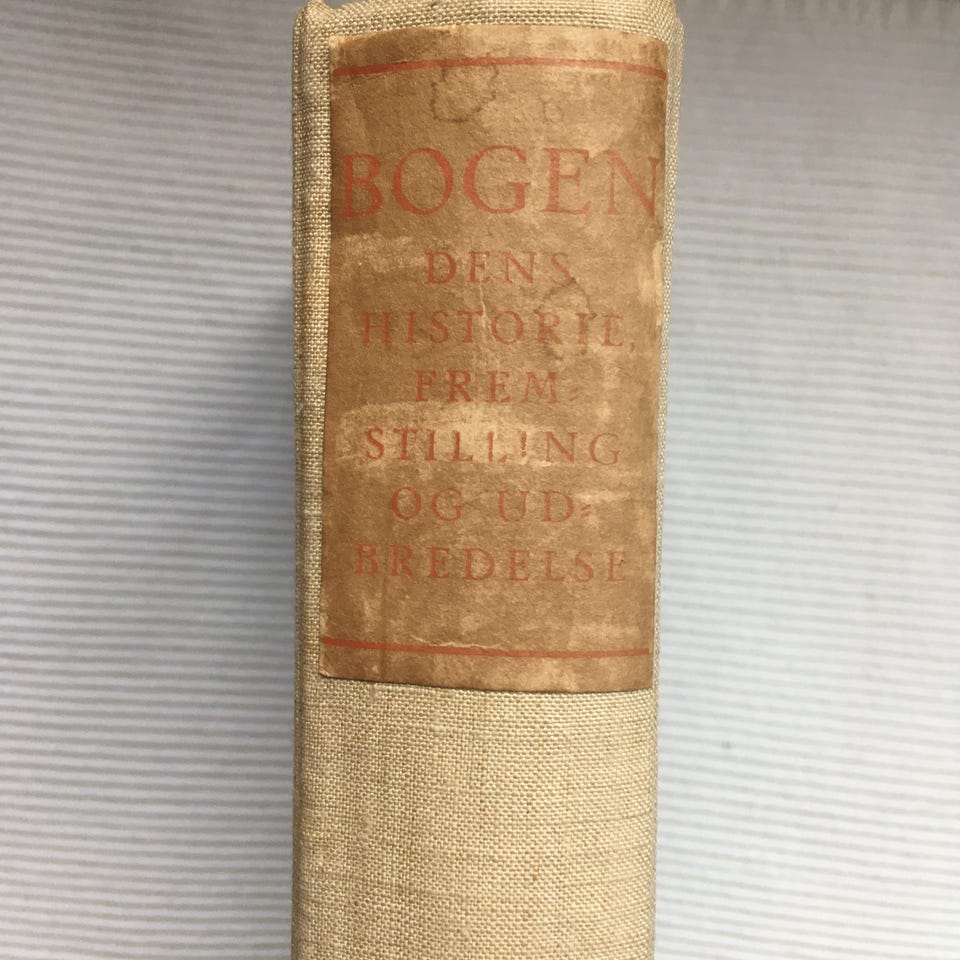 BOGEN
DENS
HISTORIE,
FREM=
STILLING
OG UD=
BREDELSE